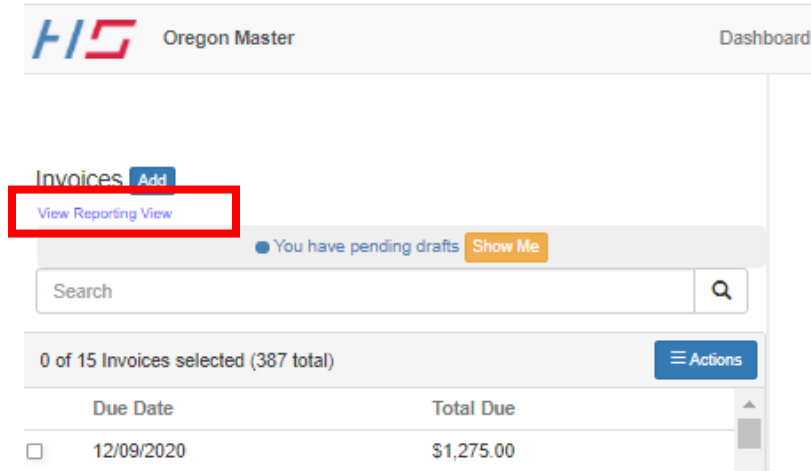 HS Oregon Master Dashboard
Invoices Add
View Reporting View
You have pending drafts Show Me
Search
0 of 15 Invoices selected (387 total) Actions
Due Date Total Due
12/09/2020 $1,275.00